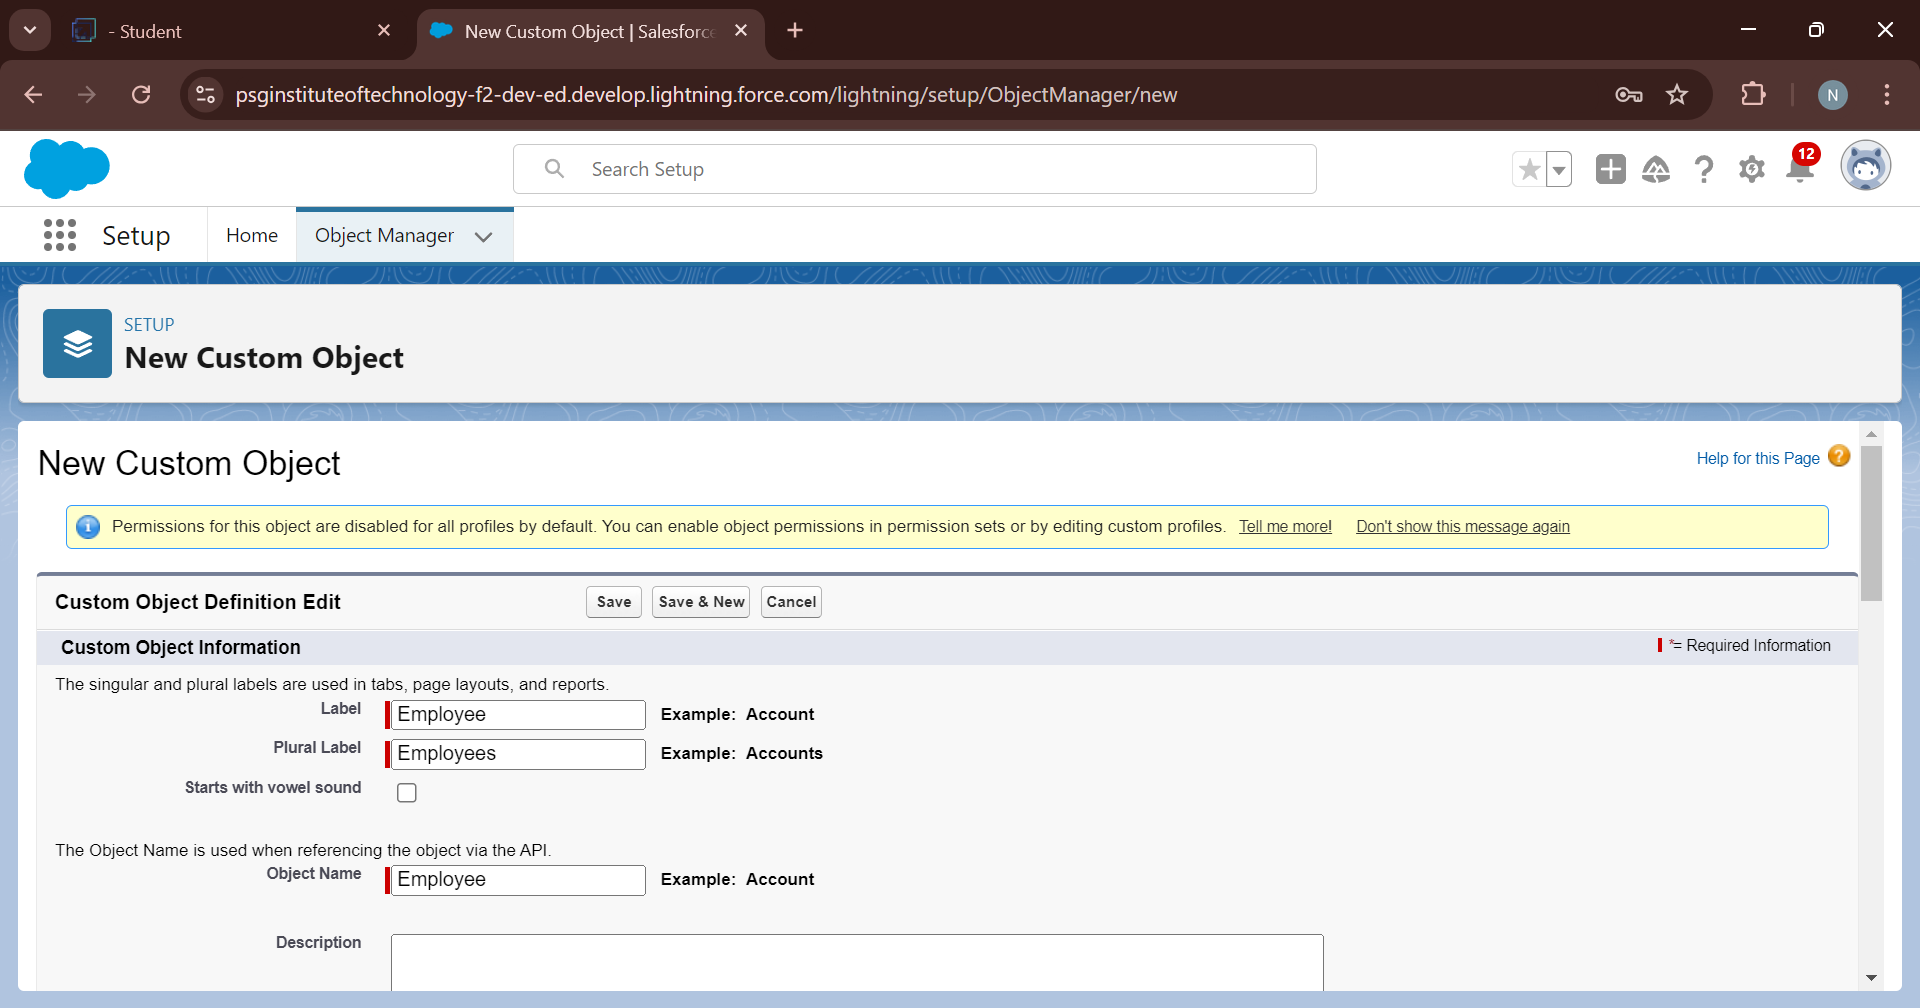 - Student
New Custom Object | Salesforce
psginstituteoftechnology-f2-dev-ed.develop.lightning.force.com/lightning/setup/ObjectManager/new
N
Search Setup
12
Setup
Home
Object Manager
SETUP
New Custom Object
New Custom Object
Help for this Page
?
i
Permissions for this object are disabled for all profiles by default. You can enable object permissions in permission sets or by editing custom profiles. Tell me more! Don't show this message again
Custom Object Definition Edit
Save
Save & New
Cancel
Custom Object Information
*= Required Information
The singular and plural labels are used in tabs, page layouts, and reports.
Label Employee Example: Account
Plural Label Employees Example: Accounts
Starts with vowel sound
The Object Name is used when referencing the object via the API.
Object Name Employee Example: Account
Description